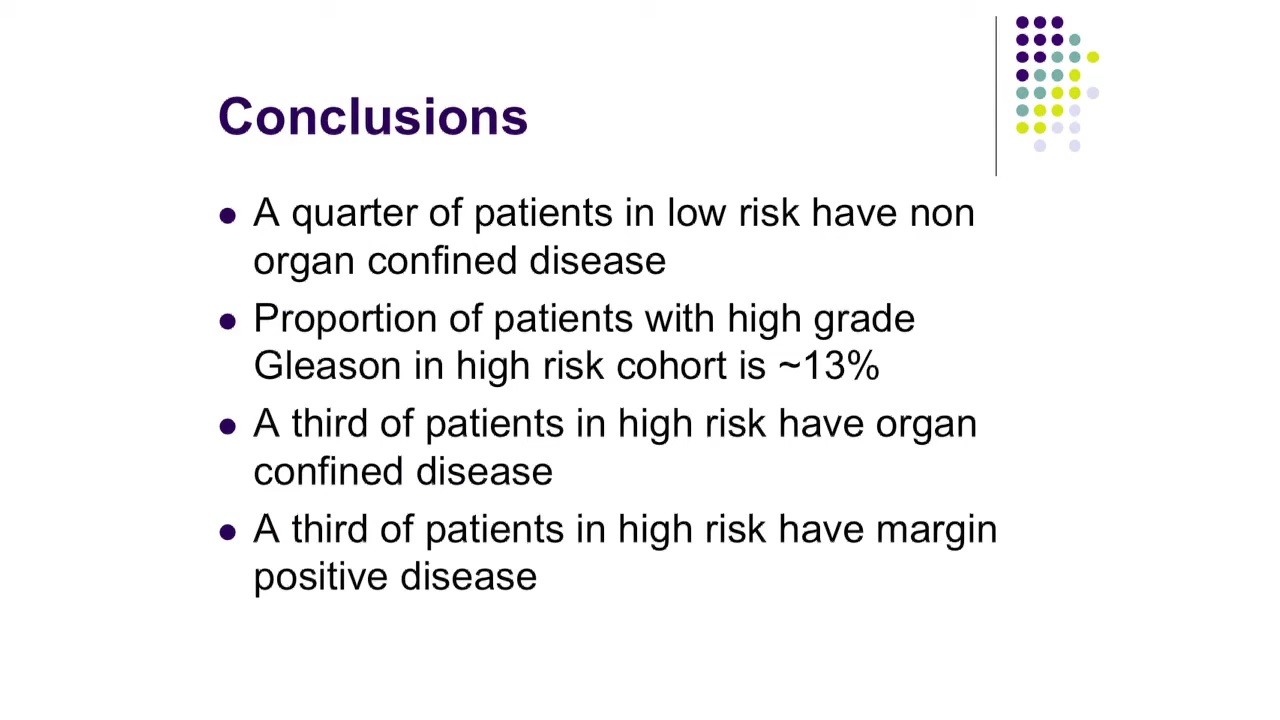 Conclusions
A quarter of patients in low risk have non
organ confined disease
Proportion of patients with high grade
Gleason in high risk cohort is ~13%
A third of patients in high risk have organ
confined disease
A third of patients in high risk have margin
positive disease